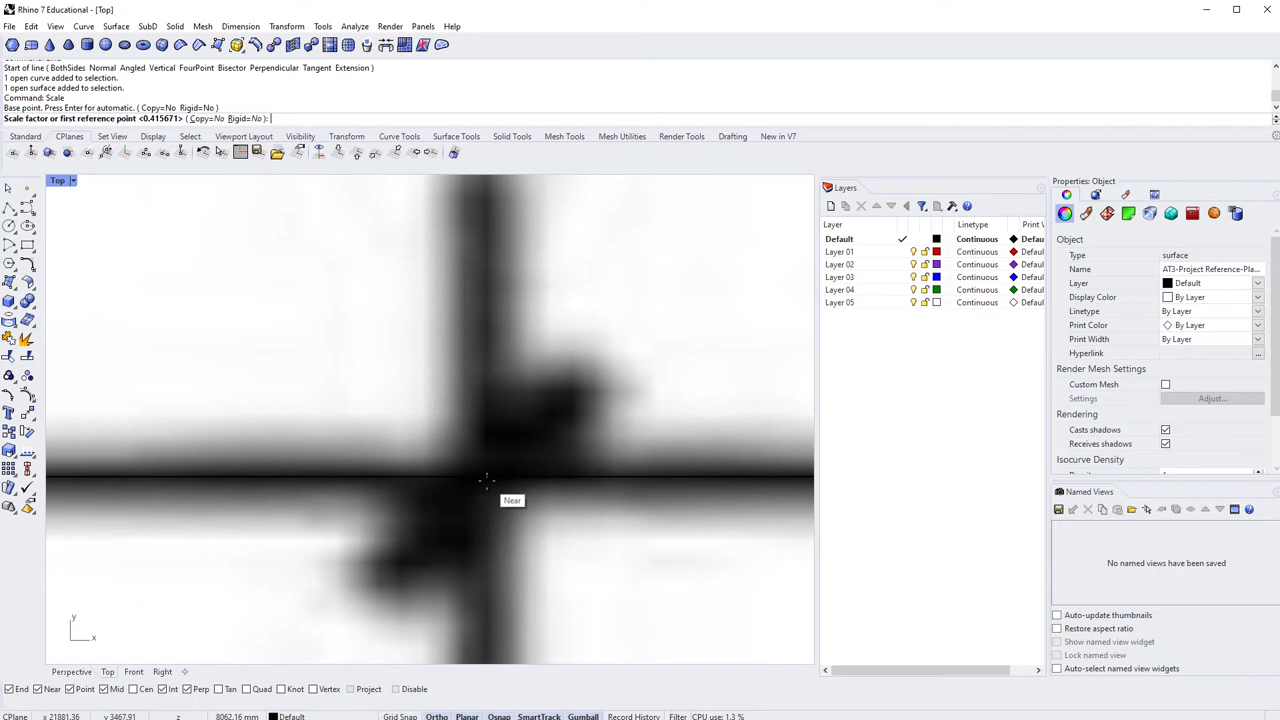 Rhino 7 Educational - [Top]
File Edit View Curve Surface SubD Solid Mesh Dimension Transform Tools Analyze Render Panels Help
Start of line ( BothSides Normal Angled Vertical FourPoint Bisector Perpendicular Tangent Extension )
1 open curve added to selection.
1 open surface added to selection.
Command: Scale
Base point. Press Enter for automatic. ( Copy=No Rigid=No )
Scale factor or first reference point <0.415671> ( Copy=No Rigid=No ):
Standard CPlanes Set View Display Select Viewport Layout Visibility Transform Curve Tools Surface Tools Solid Tools Mesh Tools Mesh Utilities Render Tools Drafting New in V7
Top
Near
y
x
Layers
Layer Linetype Print V
Default Continuous Defau
Layer 01 Continuous Defau
Layer 02 Continuous Defau
Layer 03 Continuous Defau
Layer 04 Continuous Defau
Layer 05 Continuous Defau
Properties: Object
Object
Type surface
Name AT3-Project Reference-Pla...
Layer Default
Display Color By Layer
Linetype By Layer
Print Color By Layer
Print Width By Layer
Hyperlink ...
Render Mesh Settings
Custom Mesh
Settings Adjust...
Rendering
Casts shadows
Receives shadows
Isocurve Density
Named Views
No named views have been saved
Auto-update thumbnails
Restore aspect ratio
Show named view widget
Lock named view
Auto-select named view widgets
Perspective Top Front Right
End Near Point Mid Cen Int Perp Tan Quad Knot Vertex Project Disable
CPlane x 21881.36 y 3467.91 z 8062.16 mm Default Grid Snap Ortho Planar Osnap SmartTrack Gumball Record History Filter CPU use: 1.3 %